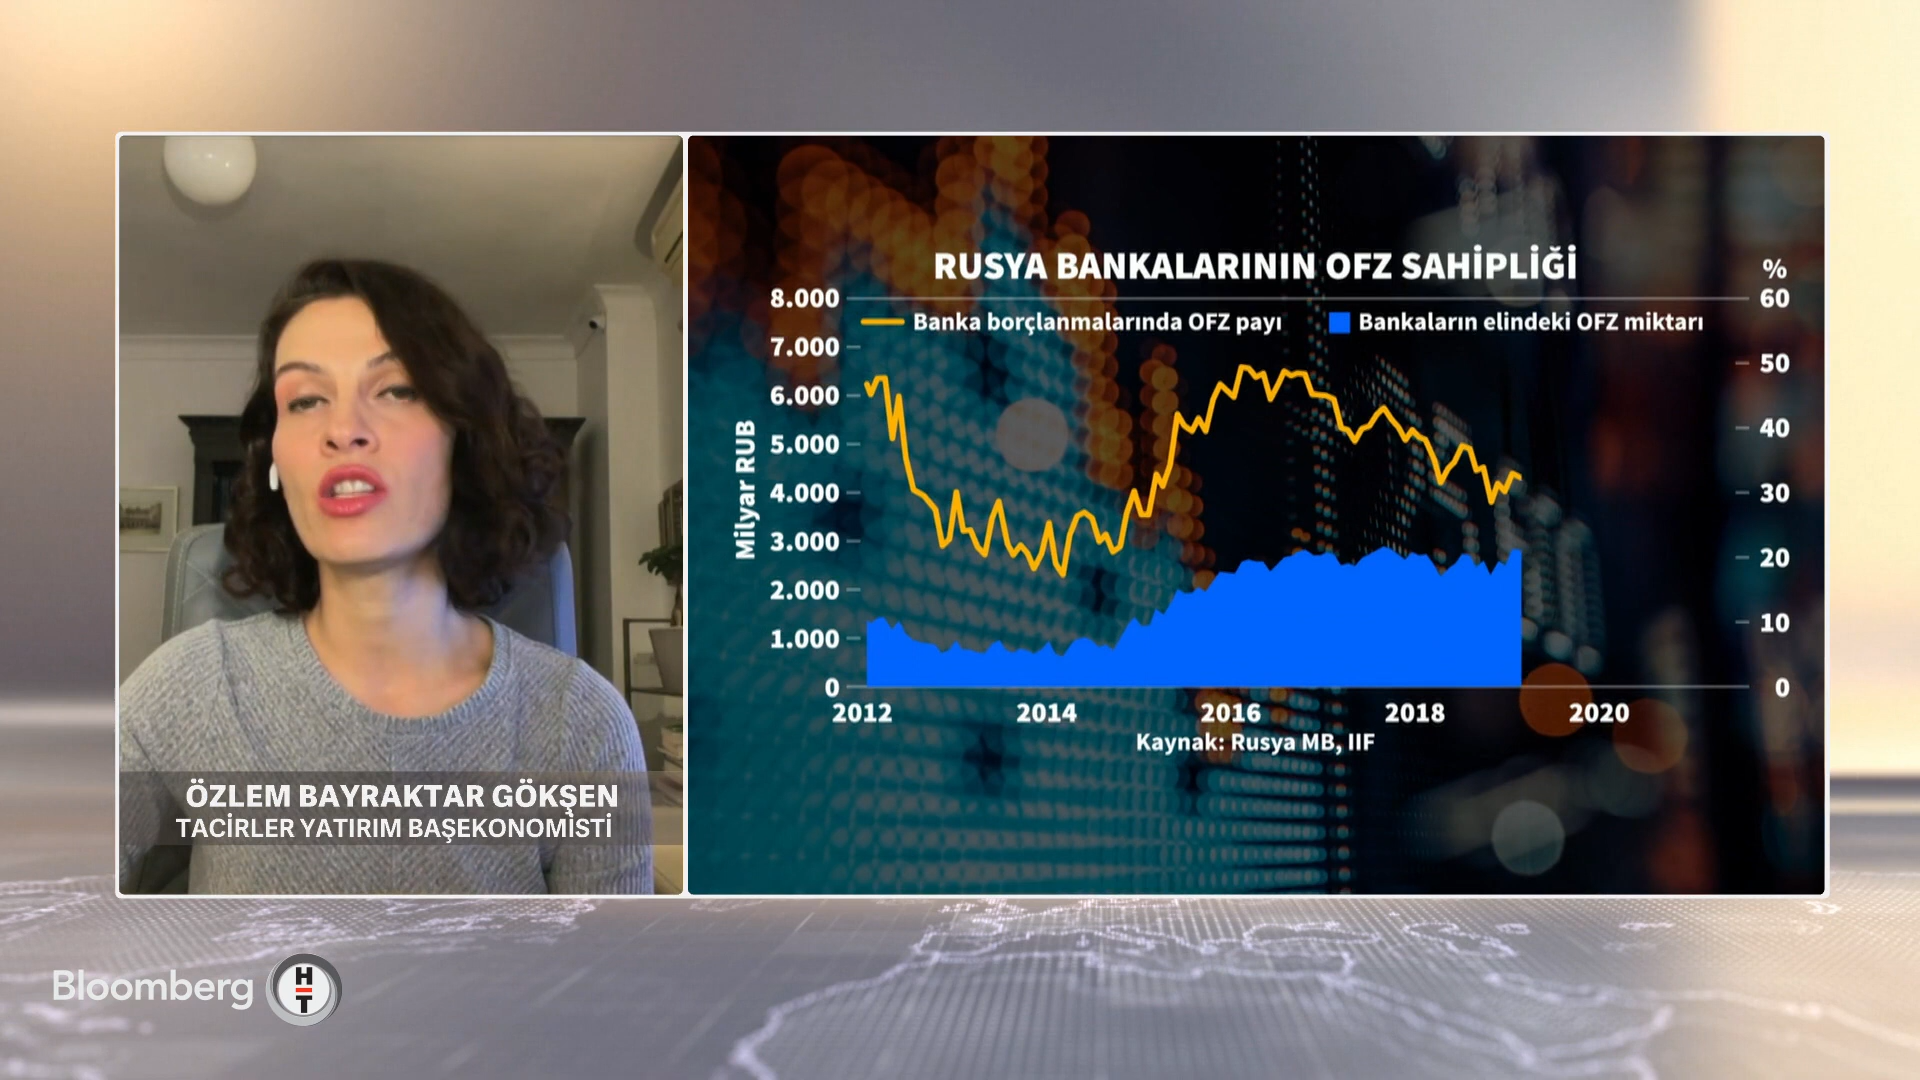 RUSYA BANKALARININ OFZ SAHİPLİĞİ
%
8.000
60
Banka borçlanmalarında OFZ payı
Bankaların elindeki OFZ miktarı
7.000
50
6.000
40
5.000
Milyar RUB
4.000
30
3.000
20
2.000
10
1.000
0
0
2012
2014
2016
2018
2020
Kaynak: Rusya MB, IIF
ÖZLEM BAYRAKTAR GÖKŞEN
TACİRLER YATIRIM BAŞEKONOMİSTİ
Bloomberg HT